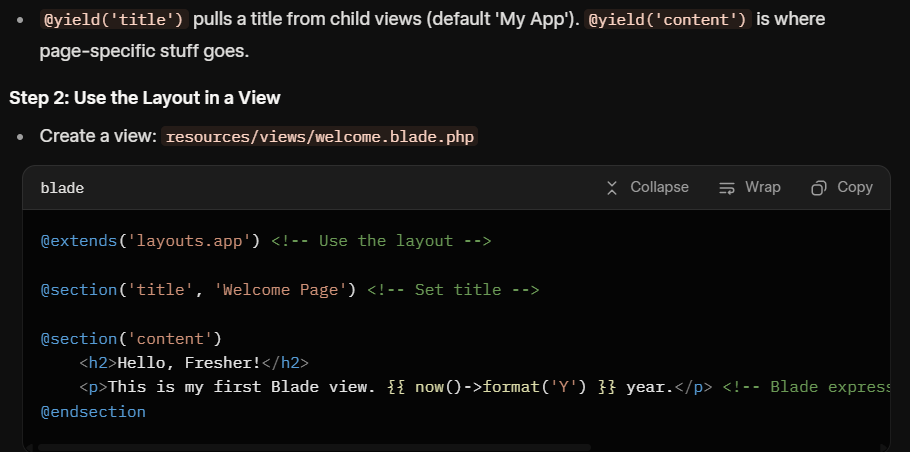 @yield('title') pulls a title from child views (default 'My App'). @yield('content') is where
page-specific stuff goes.
Step 2: Use the Layout in a View
Create a view: resources/views/welcome.blade.php
blade Collapse Wrap Copy
@extends('layouts.app') <!-- Use the layout -->
@section('title', 'Welcome Page') <!-- Set title -->
@section('content')
<h2>Hello, Fresher!</h2>
<p>This is my first Blade view. {{ now()->format('Y') }} year.</p> <!-- Blade express
@endsection